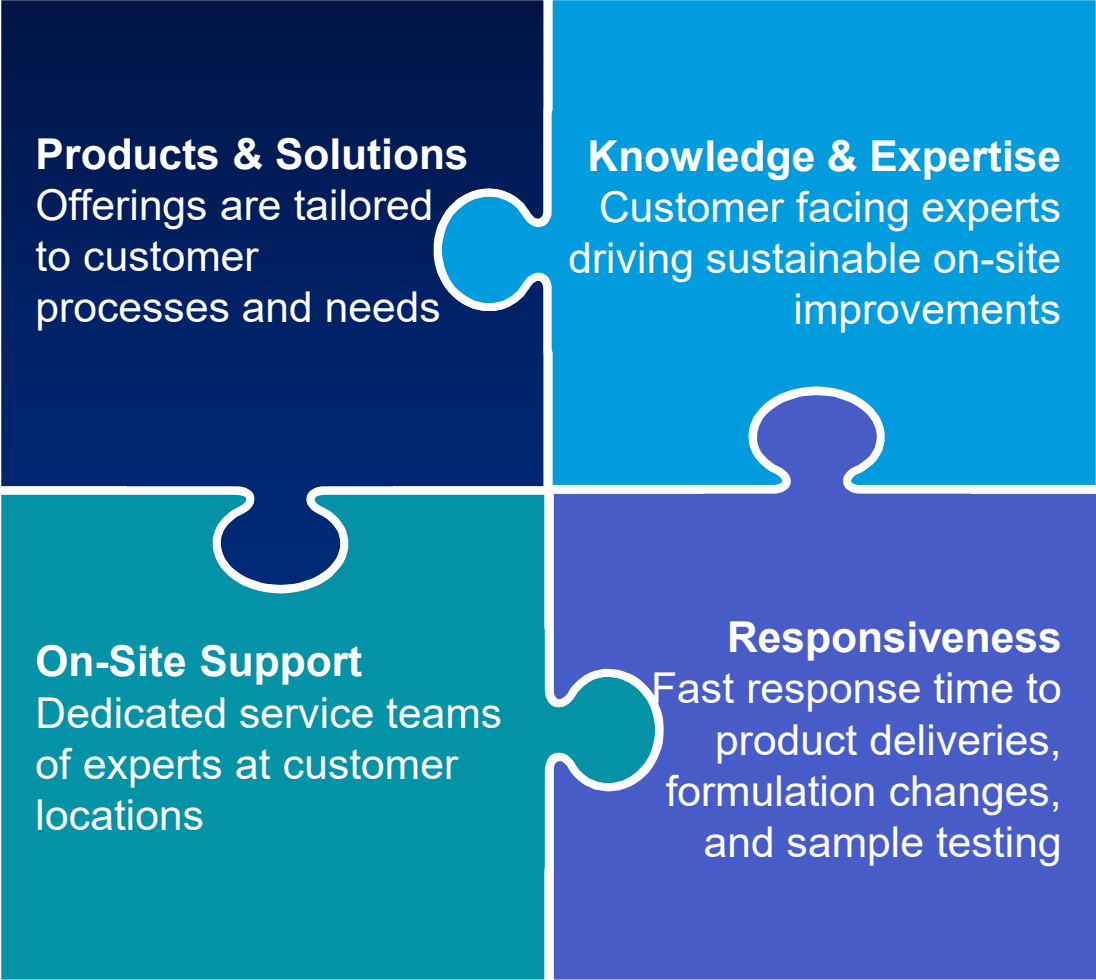 Products & Solutions
Offerings are tailored
to customer
processes and needs
Knowledge & Expertise
Customer facing experts
driving sustainable on-site
improvements
On-Site Support
Dedicated service teams
of experts at customer
locations
Responsiveness
Fast response time to
product deliveries,
formulation changes,
and sample testing